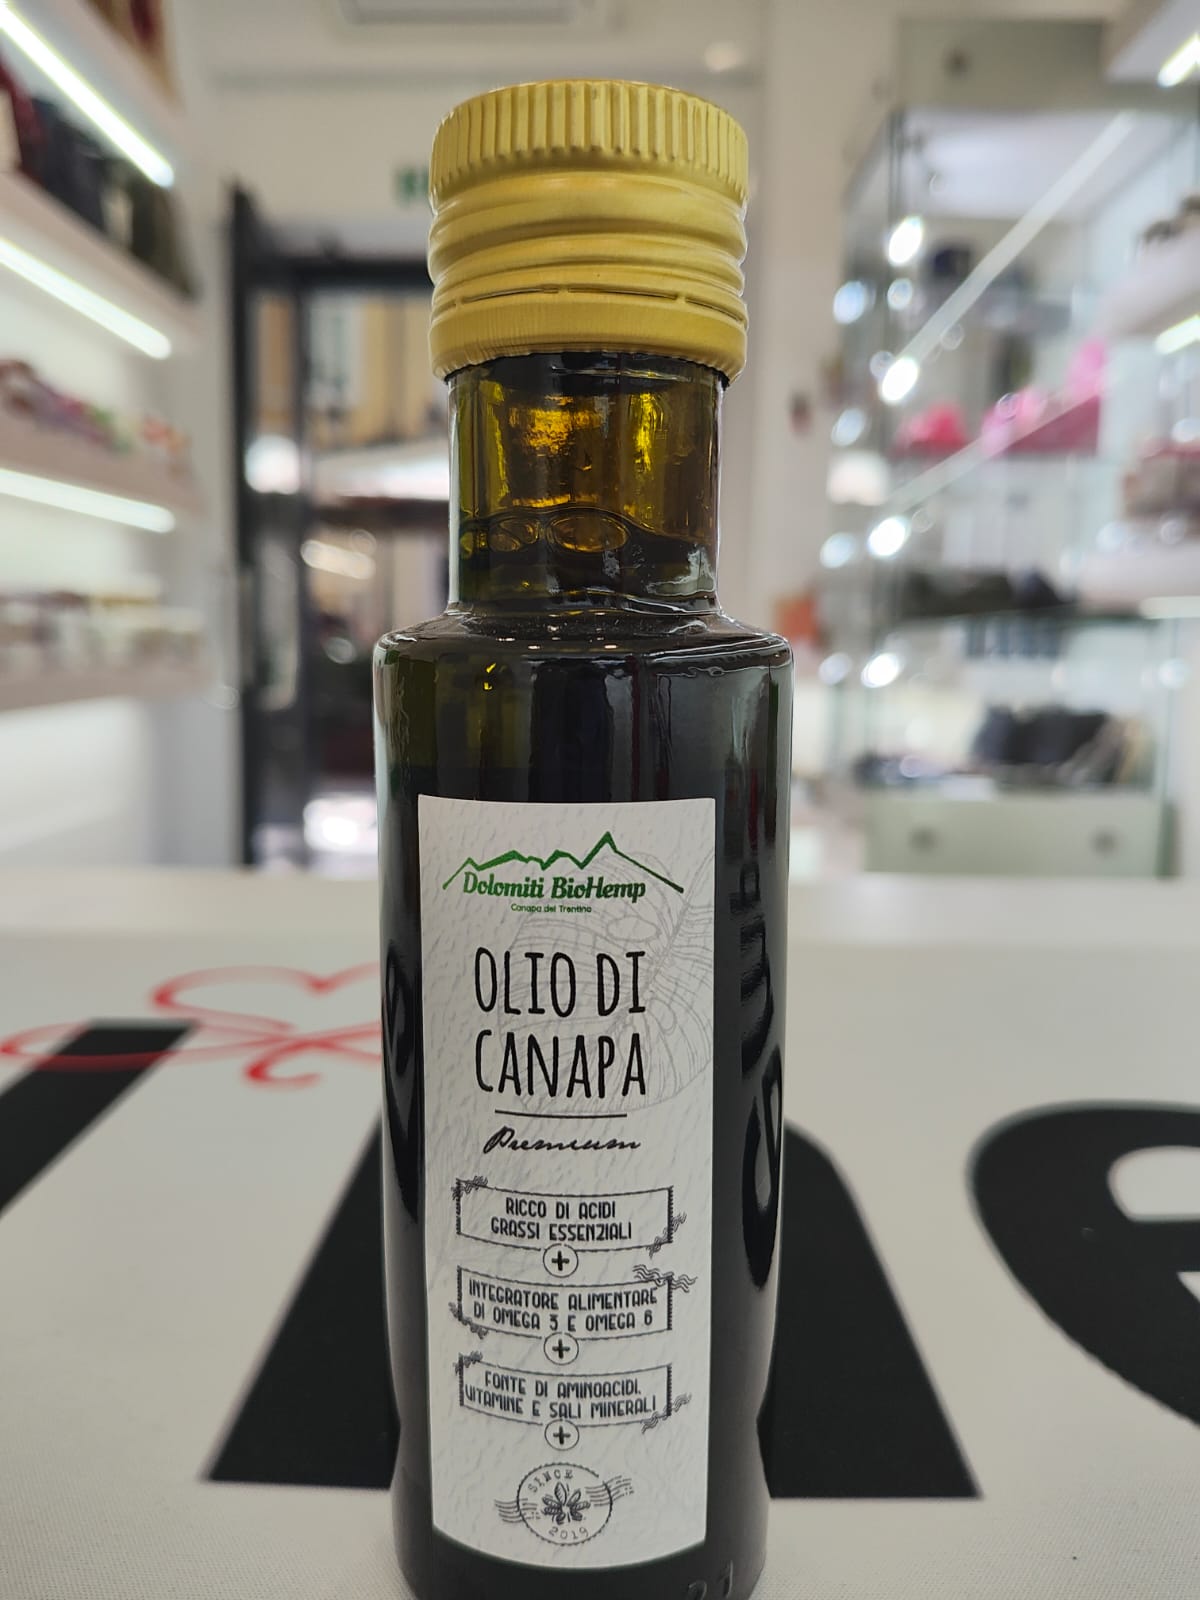 Dolomiti BioHemp
Canapa del Trentino
OLIO DI
CANAPA
Premium
RICCO DI ACIDI
GRASSI ESSENZIALI
+
INTEGRATORE ALIMENTARE
DI OMEGA 3 E OMEGA 6
+
FONTE DI AMINOACIDI,
VITAMINE E SALI MINERALI
+
SINCE
2019